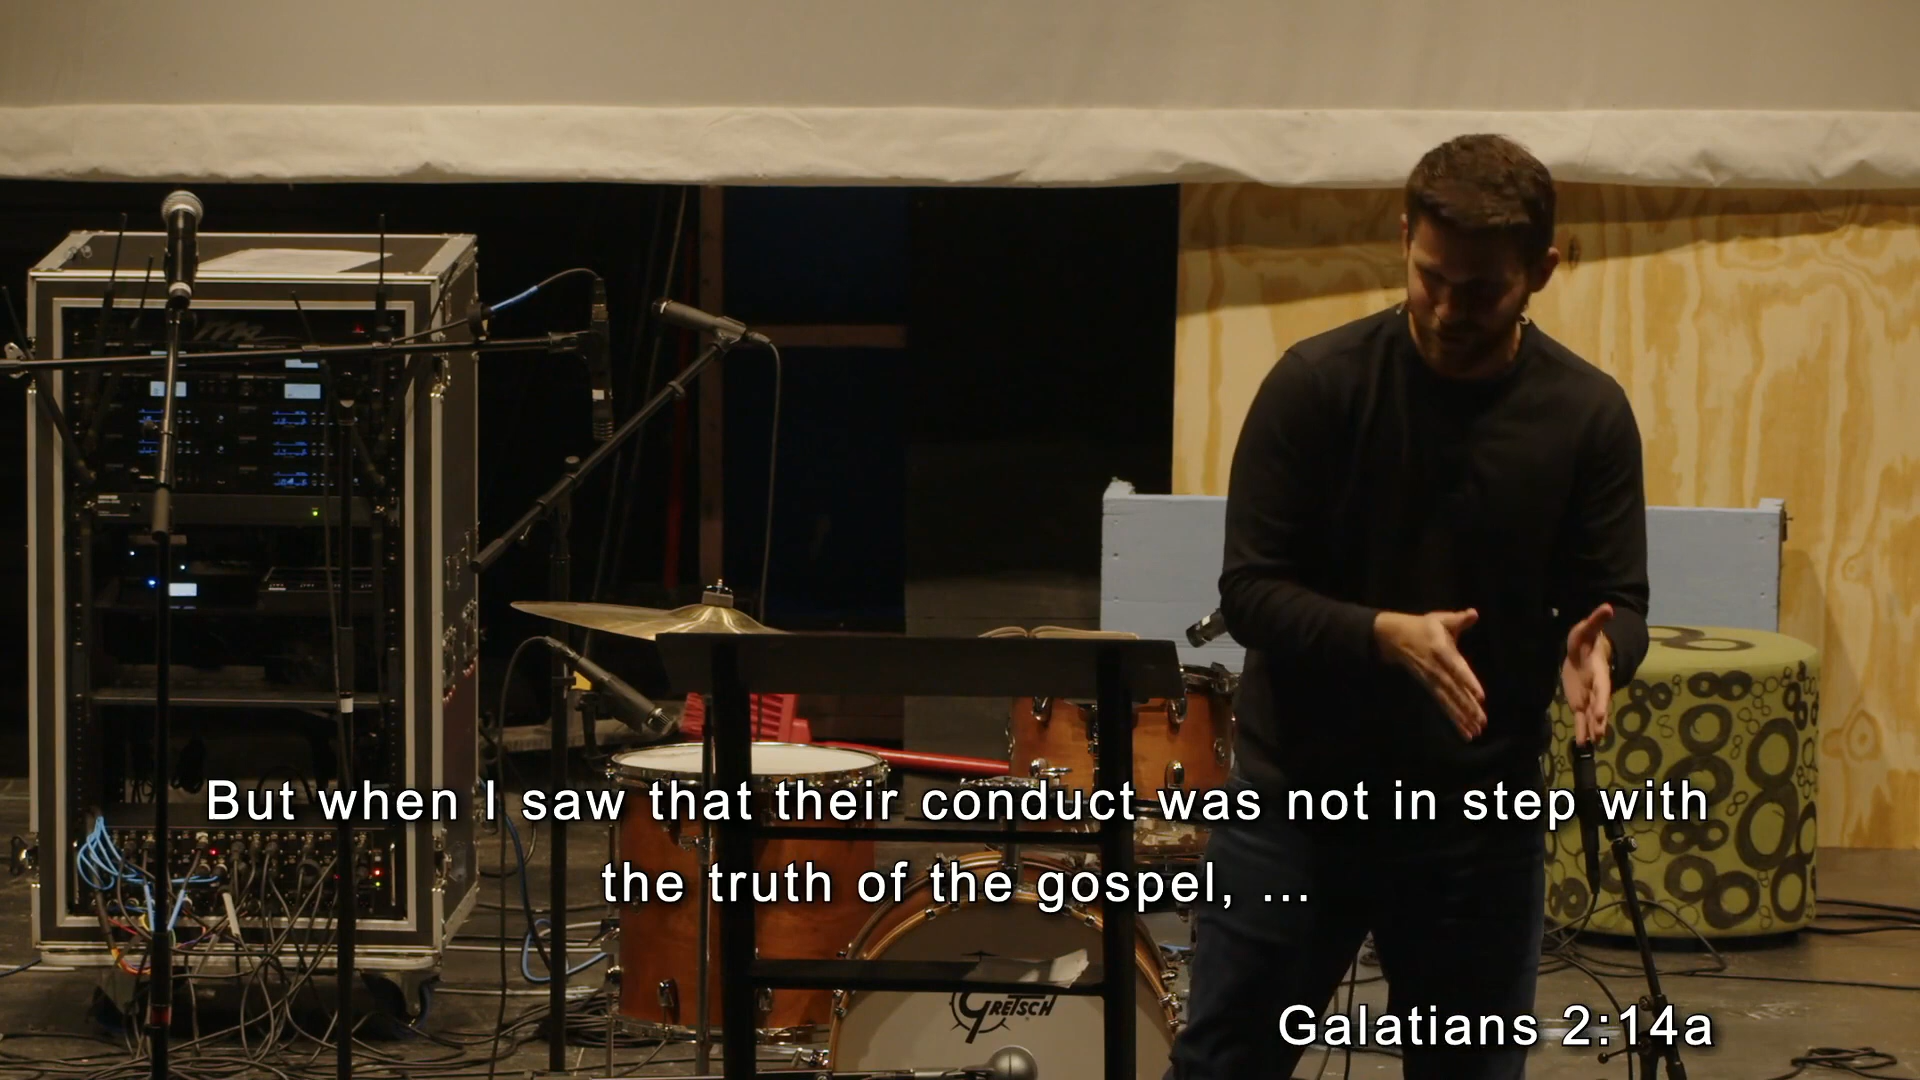 But when I saw that their conduct was not in step with
the truth of the gospel, ...
GRETSCH
Galatians 2:14a